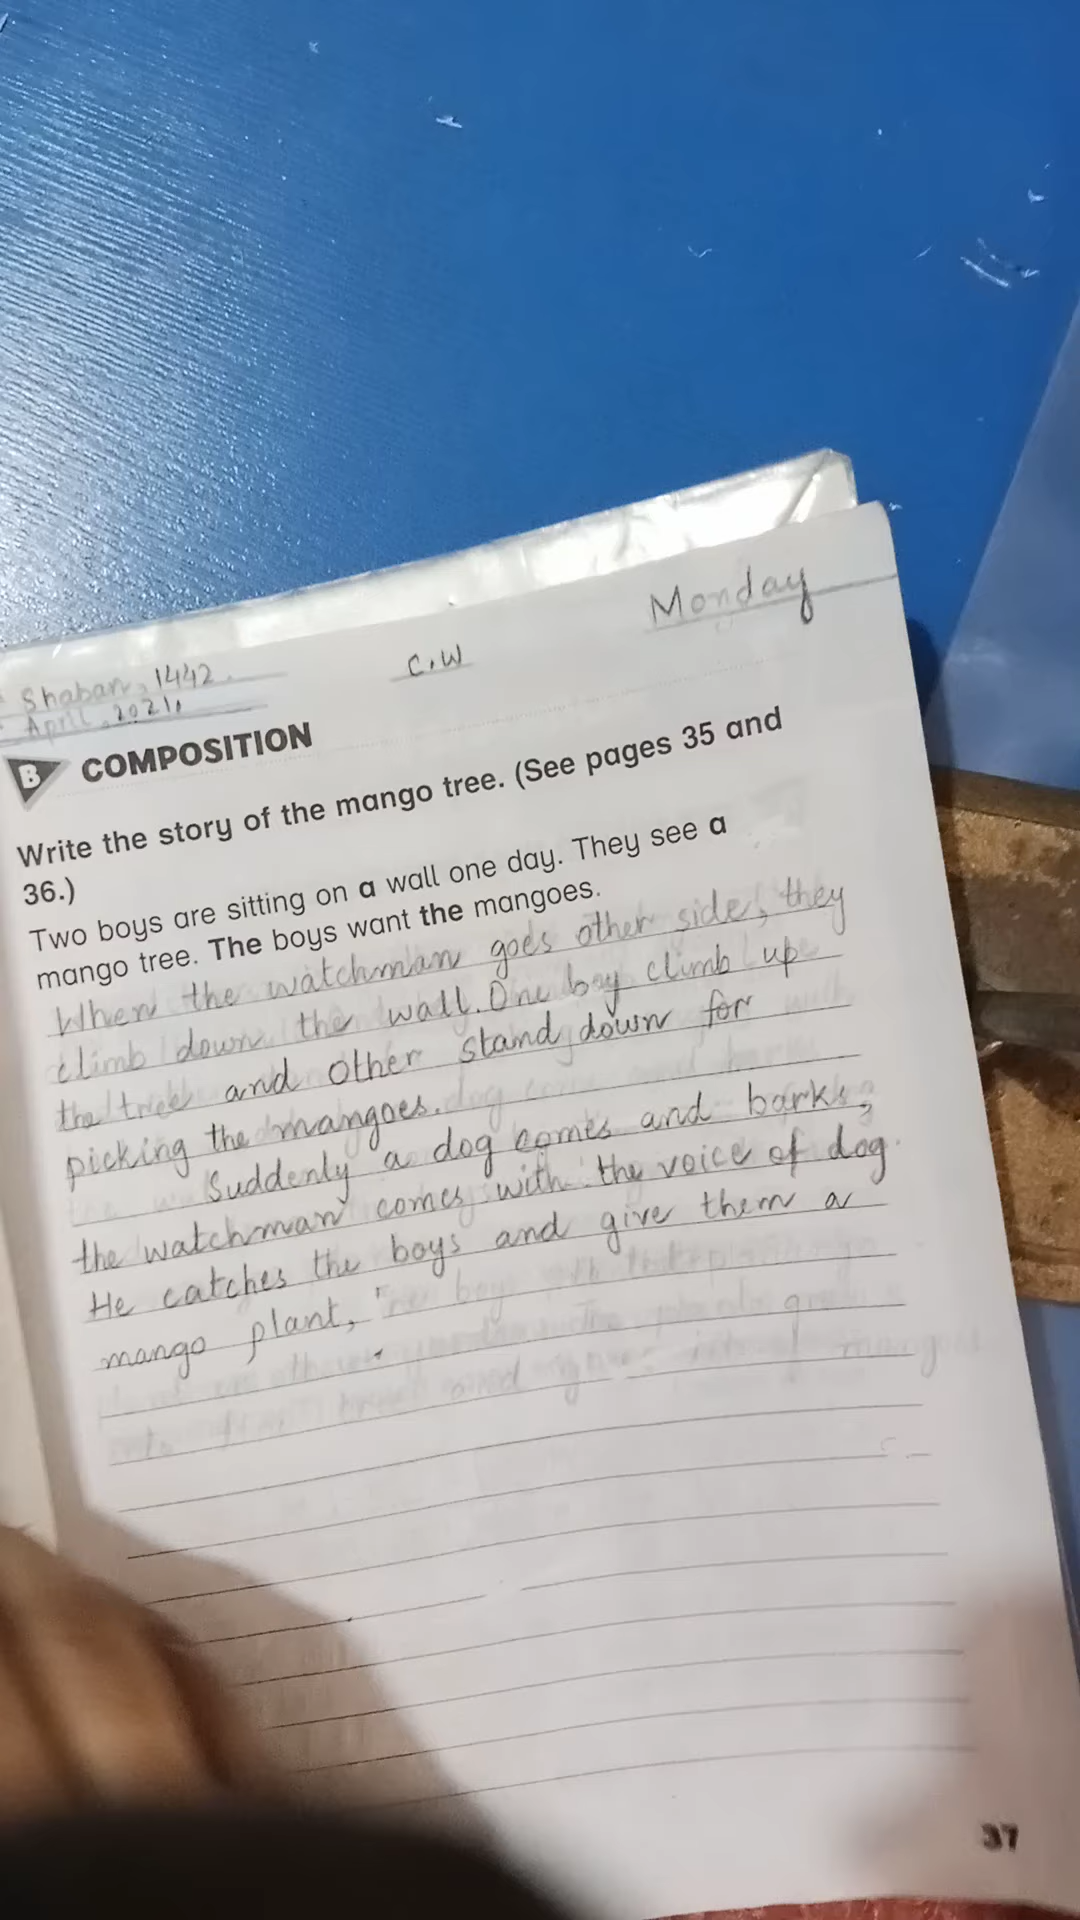 Monday
C.W
Shaban, 1442.
April, 2021.
B COMPOSITION
Write the story of the mango tree. (See pages 35 and
36.)
Two boys are sitting on a wall one day. They see a
mango tree. The boys want the mangoes.
When the watchman goes other side, they
climb down the wall. One boy climb up
the tree and other stand down for
picking the mangoes.
Suddenly a dog comes and barks,
the watchman comes with the voice of dog.
He catches the boys and give them a
mango plant,
37